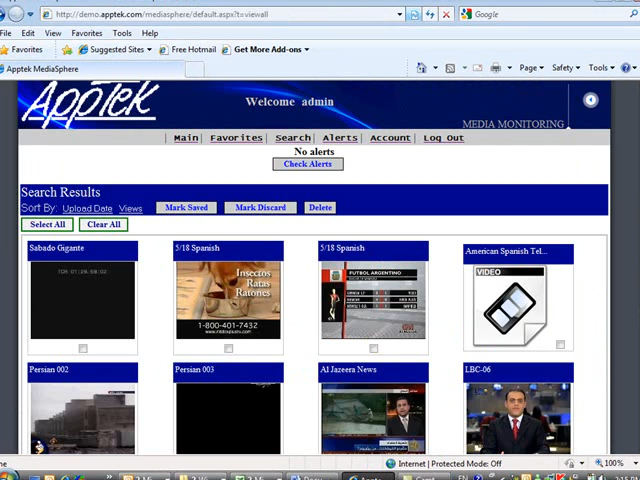 http://demo.apptek.com/mediasphere/default.aspx?t=viewall
Google
File
Edit
View
Favorites
Tools
Help
Favorites
Suggested Sites
Free Hotmail
Get More Add-ons
Apptek MediaSphere
Page
Safety
Tools
AppTek
Welcome admin
MEDIA MONITORING
Main| Favorites| Search| Alerts| Account| Log Out
No alerts
Check Alerts
Search Results
Sort By: Upload Date Views Mark Saved Mark Discard Delete
Select All Clear All
Sabado Gigante
5/18 Spanish
5/18 Spanish
American Spanish Tel...
Insectos
Ratas
Ratones
1-800-401-7432
FUTBOL ARGENTINO
VIDEO
Persian 002
Persian 003
Al Jazeera News
LBC-06
Internet | Protected Mode: Off
100%